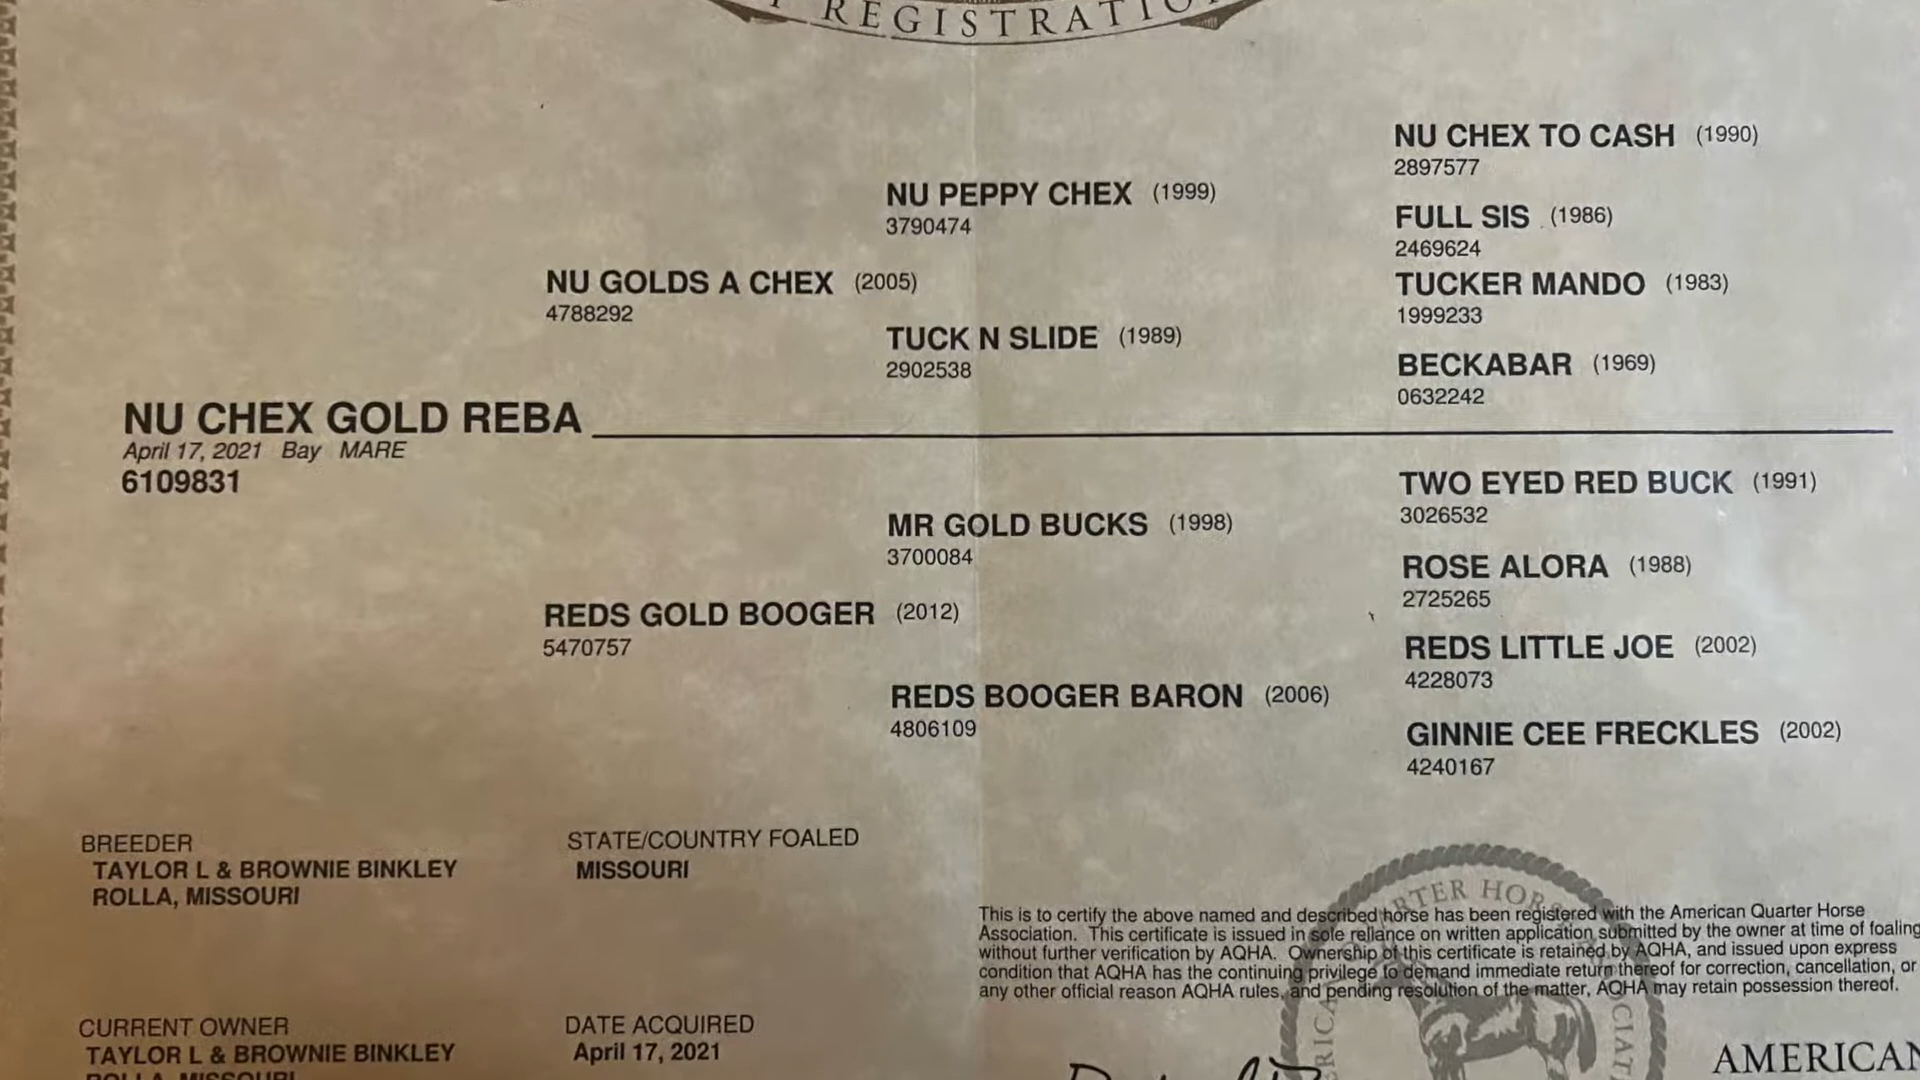 REGISTRATIO
NU CHEX TO CASH (1990)
2897577
NU PEPPY CHEX (1999)
3790474
FULL SIS (1986)
2469624
NU GOLDS A CHEX (2005)
4788292
TUCKER MANDO (1983)
1999233
TUCK N SLIDE (1989)
2902538
BECKABAR (1969)
0632242
NU CHEX GOLD REBA
April 17, 2021 Bay MARE
6109831
TWO EYED RED BUCK (1991)
3026532
MR GOLD BUCKS (1998)
3700084
ROSE ALORA (1988)
2725265
REDS GOLD BOOGER (2012)
5470757
REDS LITTLE JOE (2002)
4228073
REDS BOOGER BARON (2006)
4806109
GINNIE CEE FRECKLES (2002)
4240167
BREEDER
TAYLOR L & BROWNIE BINKLEY
ROLLA, MISSOURI
STATE/COUNTRY FOALED
MISSOURI
This is to certify the above named and described horse has been registered with the American Quarter Horse
Association. This certificate is issued in sole reliance on written application submitted by the owner at time of foaling
without further verification by AQHA. Ownership of this certificate is retained by AQHA, and issued upon express
condition that AQHA has the continuing privilege to demand immediate return thereof for correction, cancellation, or
any other official reason AQHA rules, and pending resolution of the matter, AQHA may retain possession thereof.
CURRENT OWNER
TAYLOR L & BROWNIE BINKLEY
ROLLA, MISSOURI
DATE ACQUIRED
April 17, 2021
AMERICAN